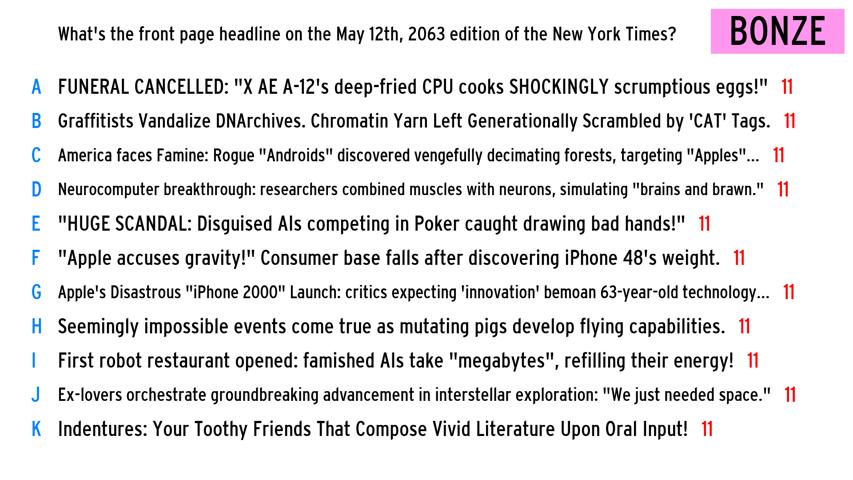 What's the front page headline on the May 12th, 2063 edition of the New York Times?
BONZE
A FUNERAL CANCELLED: "X AE A-12's deep-fried CPU cooks SHOCKINGLY scrumptious eggs!" 11
B Graffitists Vandalize DNArchives. Chromatin Yarn Left Generationally Scrambled by 'CAT' Tags. 11
C America faces Famine: Rogue "Androids" discovered vengefully decimating forests, targeting "Apples"... 11
D Neurocomputer breakthrough: researchers combined muscles with neurons, simulating "brains and brawn." 11
E "HUGE SCANDAL: Disguised AIs competing in Poker caught drawing bad hands!" 11
F "Apple accuses gravity!" Consumer base falls after discovering iPhone 48's weight. 11
G Apple's Disastrous "iPhone 2000" Launch: critics expecting 'innovation' bemoan 63-year-old technology... 11
H Seemingly impossible events come true as mutating pigs develop flying capabilities. 11
I First robot restaurant opened: famished AIs take "megabytes", refilling their energy! 11
J Ex-lovers orchestrate groundbreaking advancement in interstellar exploration: "We just needed space." 11
K Indentures: Your Toothy Friends That Compose Vivid Literature Upon Oral Input! 11